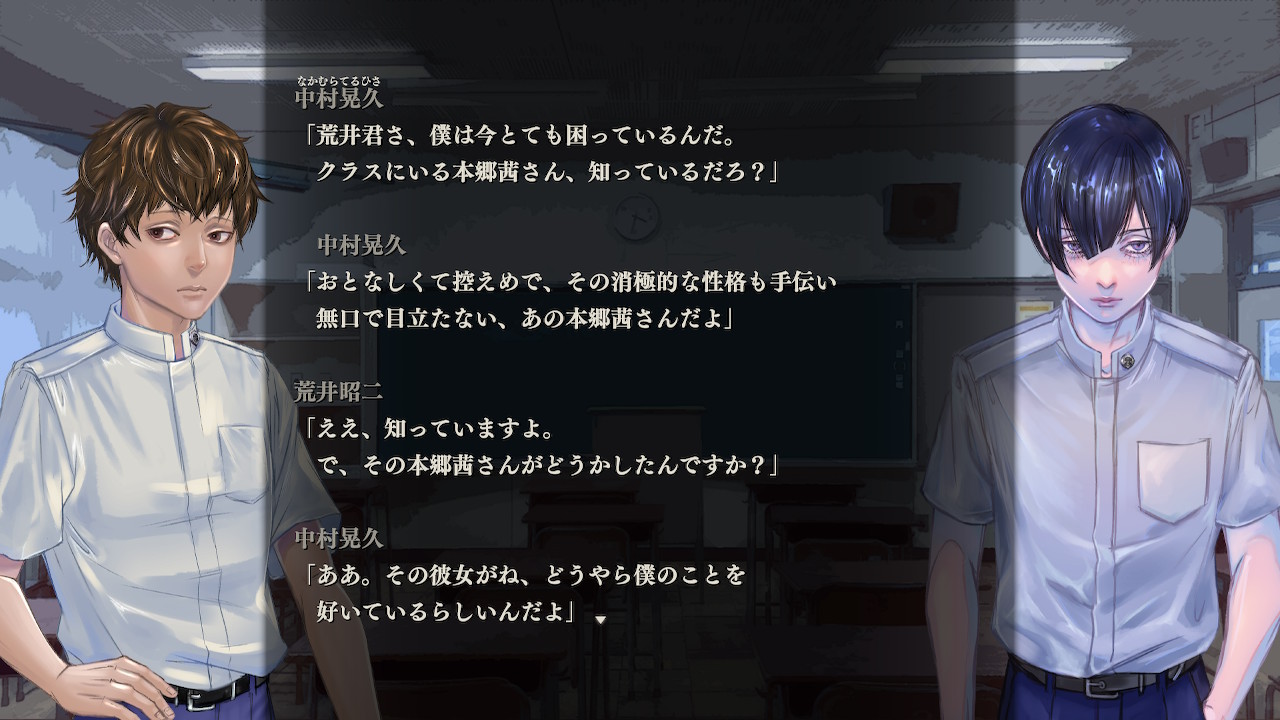 なかむらてるひさ
中村晃久
「荒井君さ、僕は今とても困っているんだ。
クラスにいる本郷茜さん、知っているだろ？」
中村晃久
「おとなしくて控えめで、その消極的な性格も手伝い
無口で目立たない、あの本郷茜さんだよ」
荒井昭二
「ええ、知っていますよ。
で、その本郷茜さんがどうかしたんですか？」
中村晃久
「ああ。その彼女がね、どうやら僕のことを
好いているらしいんだよ」